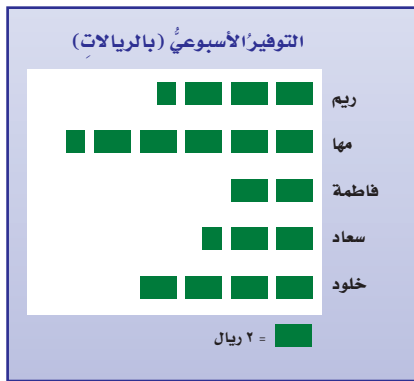 التوفيرُ الأسبوعيُّ (بالريالاتِ)
ريم
مها
فاطمة
سعاد
خلود
= ٢ ريال